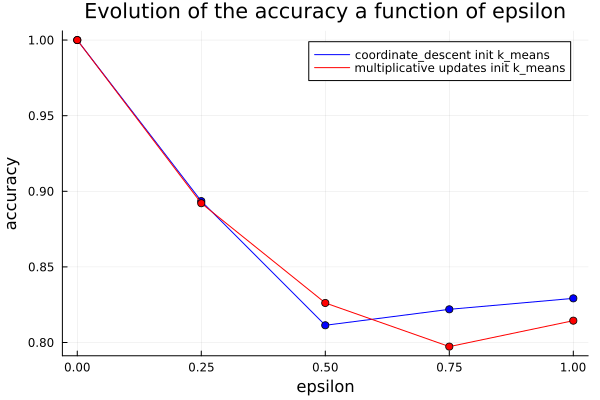 Evolution of the accuracy a function of epsilon
1.00
0.95
0.90
0.85
0.80
accuracy
coordinate_descent init k_means
multiplicative updates init k_means
0.00 0.25 0.50 0.75 1.00
epsilon